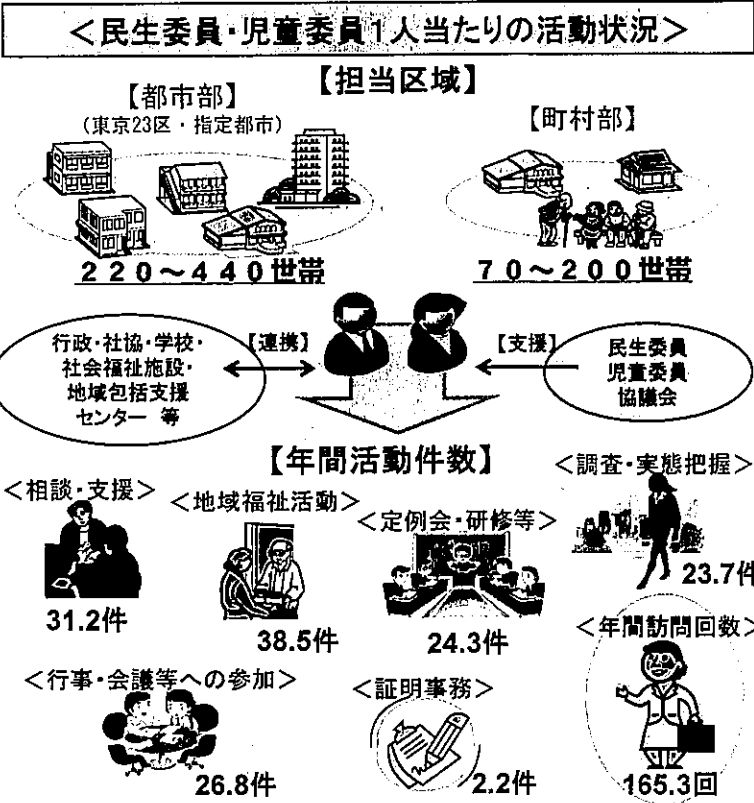 ＜民生委員･児童委員1人当たりの活動状況＞
【担当区域】
【都市部】
(東京23区・指定都市)
220～440世帯
【町村部】
70～200世帯
行政･社協･学校･
社会福祉施設･
地域包括支援
センター 等
【連携】
【支援】
民生委員
児童委員
協議会
【年間活動件数】
＜相談･支援＞
31.2件
＜地域福祉活動＞
38.5件
＜定例会･研修等＞
24.3件
＜調査･実態把握＞
23.7件
＜行事･会議等への参加＞
26.8件
＜証明事務＞
2.2件
＜年間訪問回数＞
165.3回